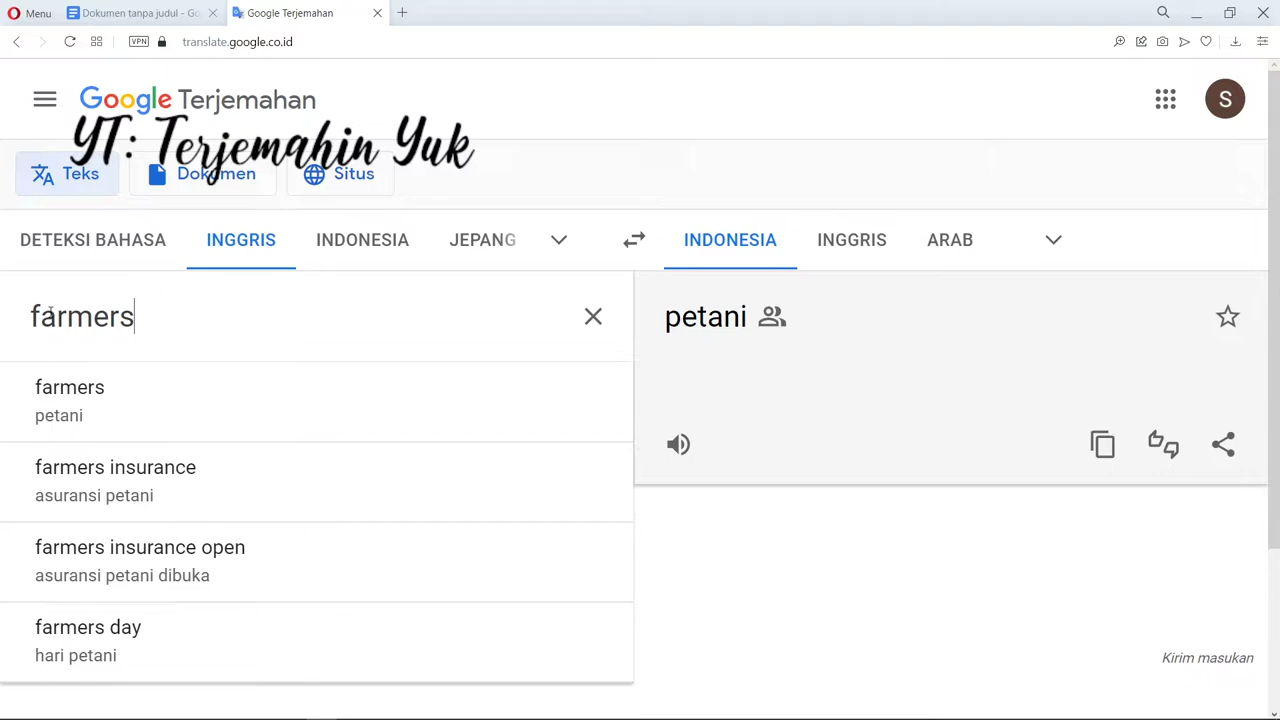 Menu
Dokumen tanpa judul - Go
Google Terjemahan
VPN
translate.google.co.id
Google Terjemahan
S
YT: Terjemahin Yuk
Teks
Dokumen
Situs
DETEKSI BAHASA
INGGRIS
INDONESIA
JEPANG
INDONESIA
INGGRIS
ARAB
farmers
petani
farmers
petani
farmers insurance
asuransi petani
farmers insurance open
asuransi petani dibuka
farmers day
hari petani
Kirim masukan